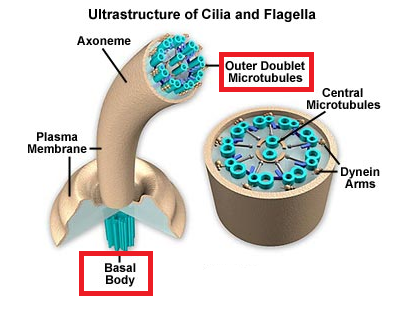 Ultrastructure of Cilia and Flagella
Axoneme
Outer Doublet
Microtubules
Central
Microtubules
Plasma
Membrane
Dynein
Arms
Basal
Body